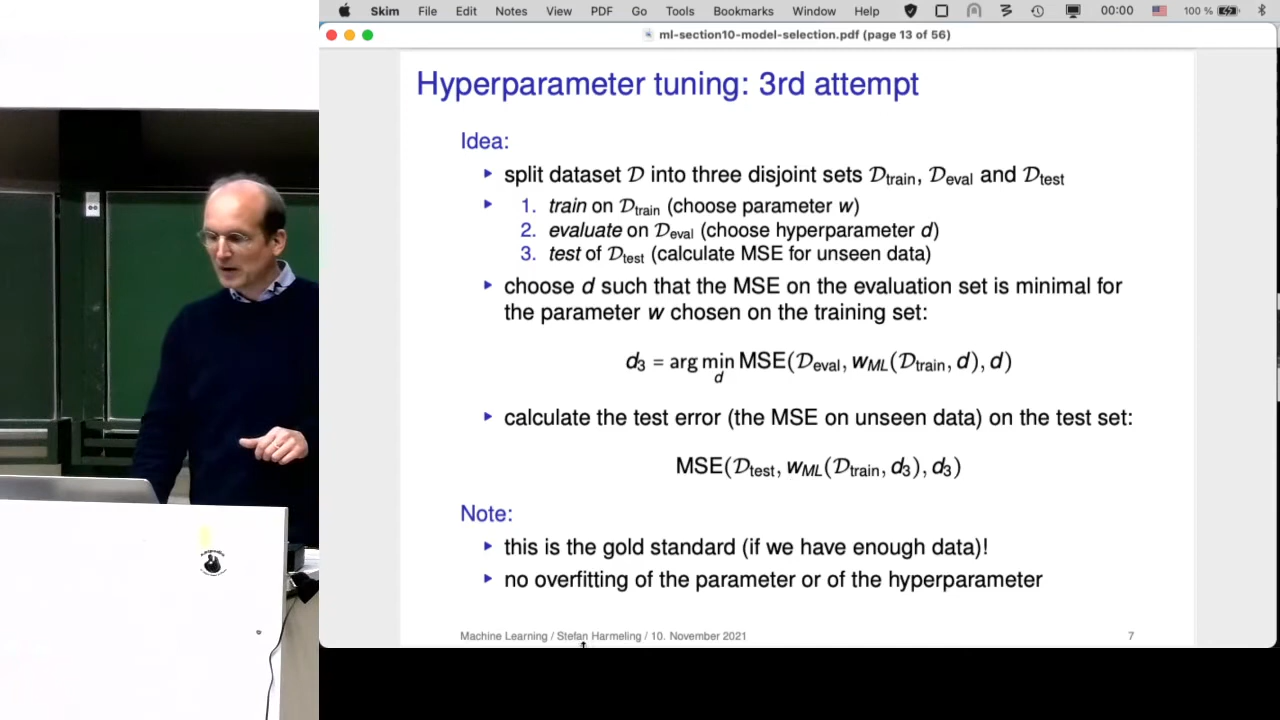 Skim File Edit Notes View PDF Go Tools Bookmarks Window Help 00:00 100 %
ml-section10-model-selection.pdf (page 13 of 56)
Hyperparameter tuning: 3rd attempt
Idea:
‣ split dataset 𝒟 into three disjoint sets 𝒟train, 𝒟eval and 𝒟test
‣ 1. train on 𝒟train (choose parameter w)
2. evaluate on 𝒟eval (choose hyperparameter d)
3. test of 𝒟test (calculate MSE for unseen data)
‣ choose d such that the MSE on the evaluation set is minimal for
the parameter w chosen on the training set:
d3 = arg min d MSE(𝒟eval, wML(𝒟train, d), d)
‣ calculate the test error (the MSE on unseen data) on the test set:
MSE(𝒟test, wML(𝒟train, d3), d3)
Note:
‣ this is the gold standard (if we have enough data)!
‣ no overfitting of the parameter or of the hyperparameter
Machine Learning / Stefan Harmeling / 10. November 2021 7